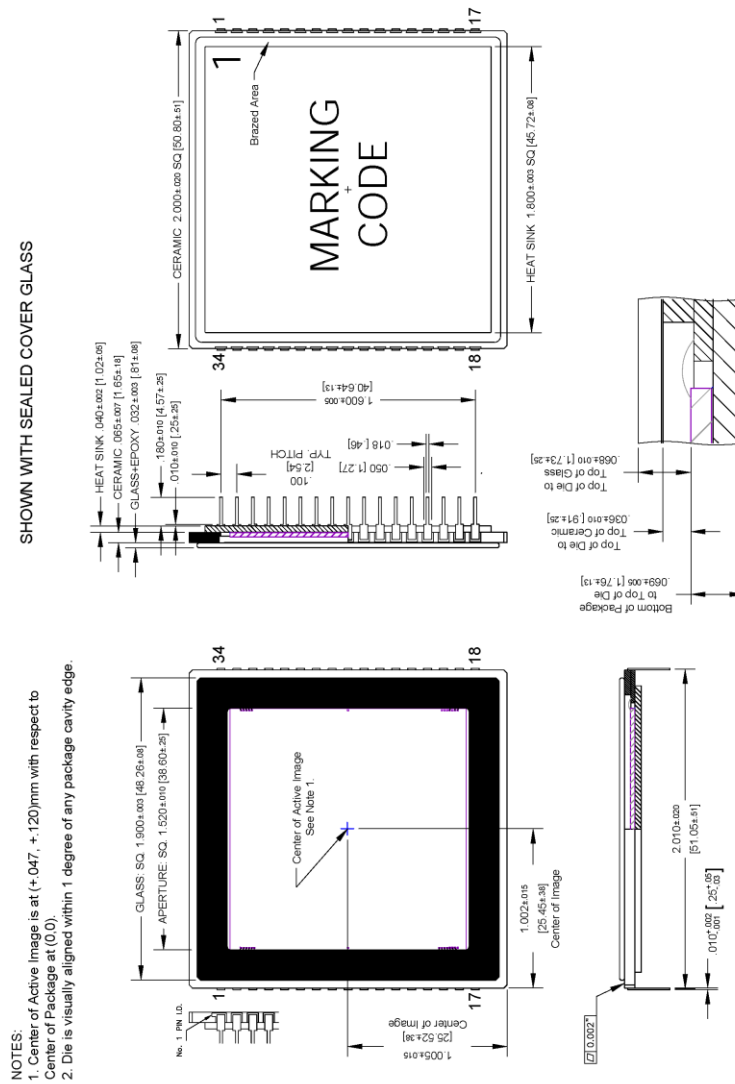 SHOWN WITH SEALED COVER GLASS
NOTES:
1. Center of Active Image is at (+.047, +.120)mm with respect to
Center of Package at (0,0).
2. Die is visually aligned within 1 degree of any package cavity edge.
CERAMIC 2.000±.020 SQ [50.80±.51]
1
17
34
18
1
Brazed Area
MARKING
+
CODE
HEAT SINK 1.800±.003 SQ [45.72±.08]
HEAT SINK .040±.002 [1.02±.05]
CERAMIC .065±.007 [1.65±.18]
GLASS+EPOXY .032±.003 [.81±.08]
.180±.010 [4.57±.25]
.010±.010 [.25±.25]
1.600±.005
[40.64±.13]
.100
[2.54]
TYP. PITCH
.018 [.46]
.050 [1.27]
Top of Die to
Top of Glass
.068±.010 [1.73±.25]
Top of Die to
Top of Ceramic
.036±.010 [.91±.25]
Bottom of Package
to Top of Die
.069±.005 [1.76±.13]
GLASS: SQ. 1.900±.003 [48.26±.08]
APERTURE: SQ. 1.520±.010 [38.60±.25]
1
34
17
18
No. 1 PIN I.D.
Center of Active Image
See Note 1.
1.002±.015
[25.45±.38]
Center of Image
1.005±.015
[25.52±.38]
Center of Image
2.010±.020
[51.05±.51]
.010+.002 -.001 [.25+.05 -.03]
0.002"